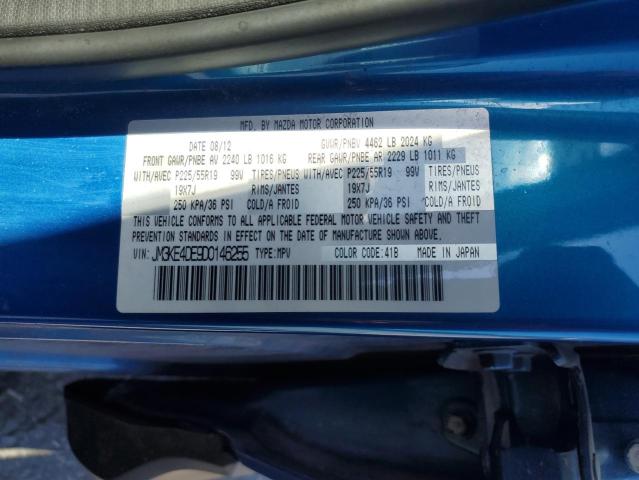 MFD. BY MAZDA MOTOR CORPORATION
DATE 08/12 GVWR/PNBV 4462 LB 2024 KG
FRONT GAWR/PNBE AV 2240 LB 1016 KG REAR GAWR/PNBE AR 2229 LB 1011 KG
WITH/AVEC P225/55R19 99V TIRES/PNEUS WITH/AVEC P225/55R19 99V TIRES/PNEUS
19X7J RIMS/JANTES 19X7J RIMS/JANTES
250 KPA/36 PSI COLD/A FROID 250 KPA/36 PSI COLD/A FROID
THIS VEHICLE CONFORMS TO ALL APPLICABLE FEDERAL MOTOR VEHICLE SAFETY AND THEFT
PREVENTION STANDARDS IN EFFECT ON THE DATE OF MANUFACTURE SHOWN ABOVE.
VIN: JM3KE4DE9D0145255 TYPE: MPV COLOR CODE: 41B MADE IN JAPAN